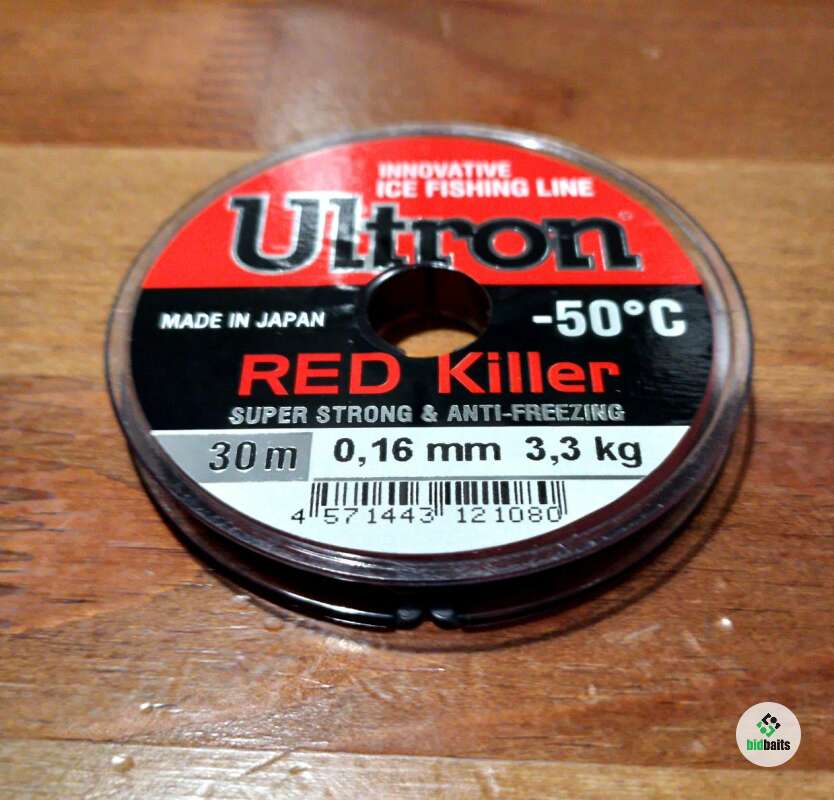 INNOVATIVE
ICE FISHING LINE
Ultron
MADE IN JAPAN
-50°C
RED Killer
SUPER STRONG & ANTI-FREEZING
30 m
0,16 mm 3,3 kg
4 571443 121080
bidbaits